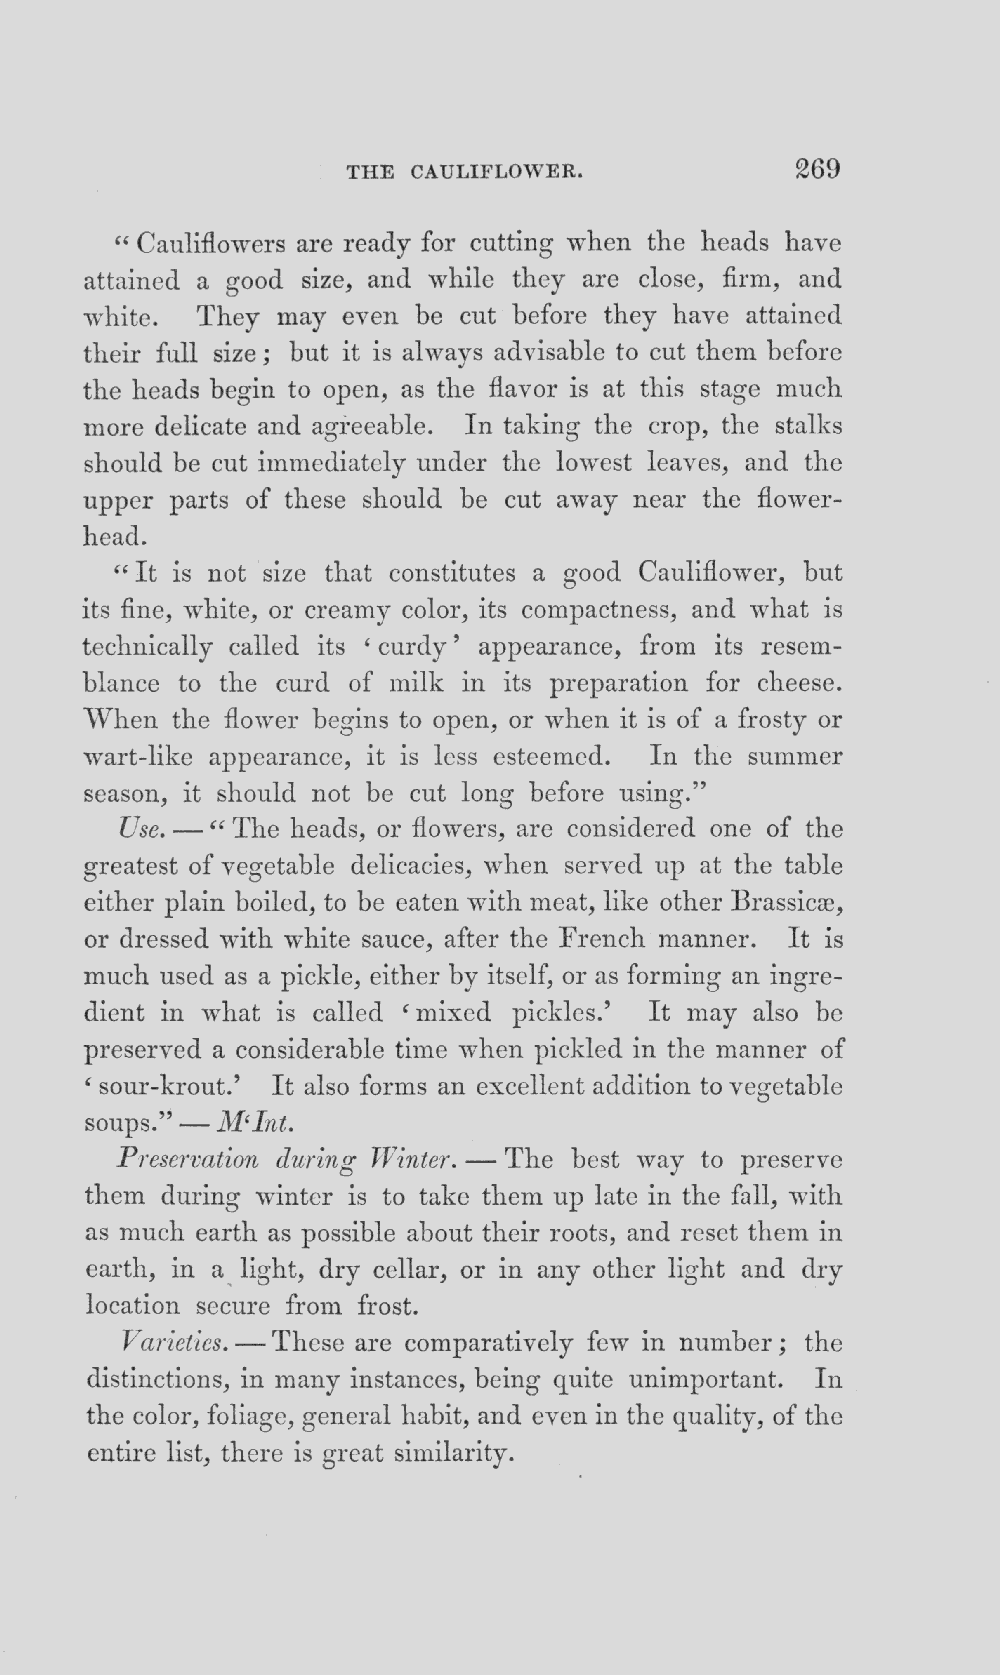 THE CAULIFLOWER. 269
“Cauliflowers are ready for cutting when the heads have
attained a good size, and while they are close, firm, and
white. They may even be cut before they have attained
their full size; but it is always advisable to cut them before
the heads begin to open, as the flavor is at this stage much
more delicate and agreeable. In taking the crop, the stalks
should be cut immediately under the lowest leaves, and the
upper parts of these should be cut away near the flower-
head.
“It is not size that constitutes a good Cauliflower, but
its fine, white, or creamy color, its compactness, and what is
technically called its ‘curdy’ appearance, from its resem-
blance to the curd of milk in its preparation for cheese.
When the flower begins to open, or when it is of a frosty or
wart-like appearance, it is less esteemed. In the summer
season, it should not be cut long before using.”
Use. — “The heads, or flowers, are considered one of the
greatest of vegetable delicacies, when served up at the table
either plain boiled, to be eaten with meat, like other Brassicæ,
or dressed with white sauce, after the French manner. It is
much used as a pickle, either by itself, or as forming an ingre-
dient in what is called ‘mixed pickles.’ It may also be
preserved a considerable time when pickled in the manner of
‘sour-krout.’ It also forms an excellent addition to vegetable
soups.” — M‘Int.
Preservation during Winter. — The best way to preserve
them during winter is to take them up late in the fall, with
as much earth as possible about their roots, and reset them in
earth, in a light, dry cellar, or in any other light and dry
location secure from frost.
Varieties. — These are comparatively few in number; the
distinctions, in many instances, being quite unimportant. In
the color, foliage, general habit, and even in the quality, of the
entire list, there is great similarity.